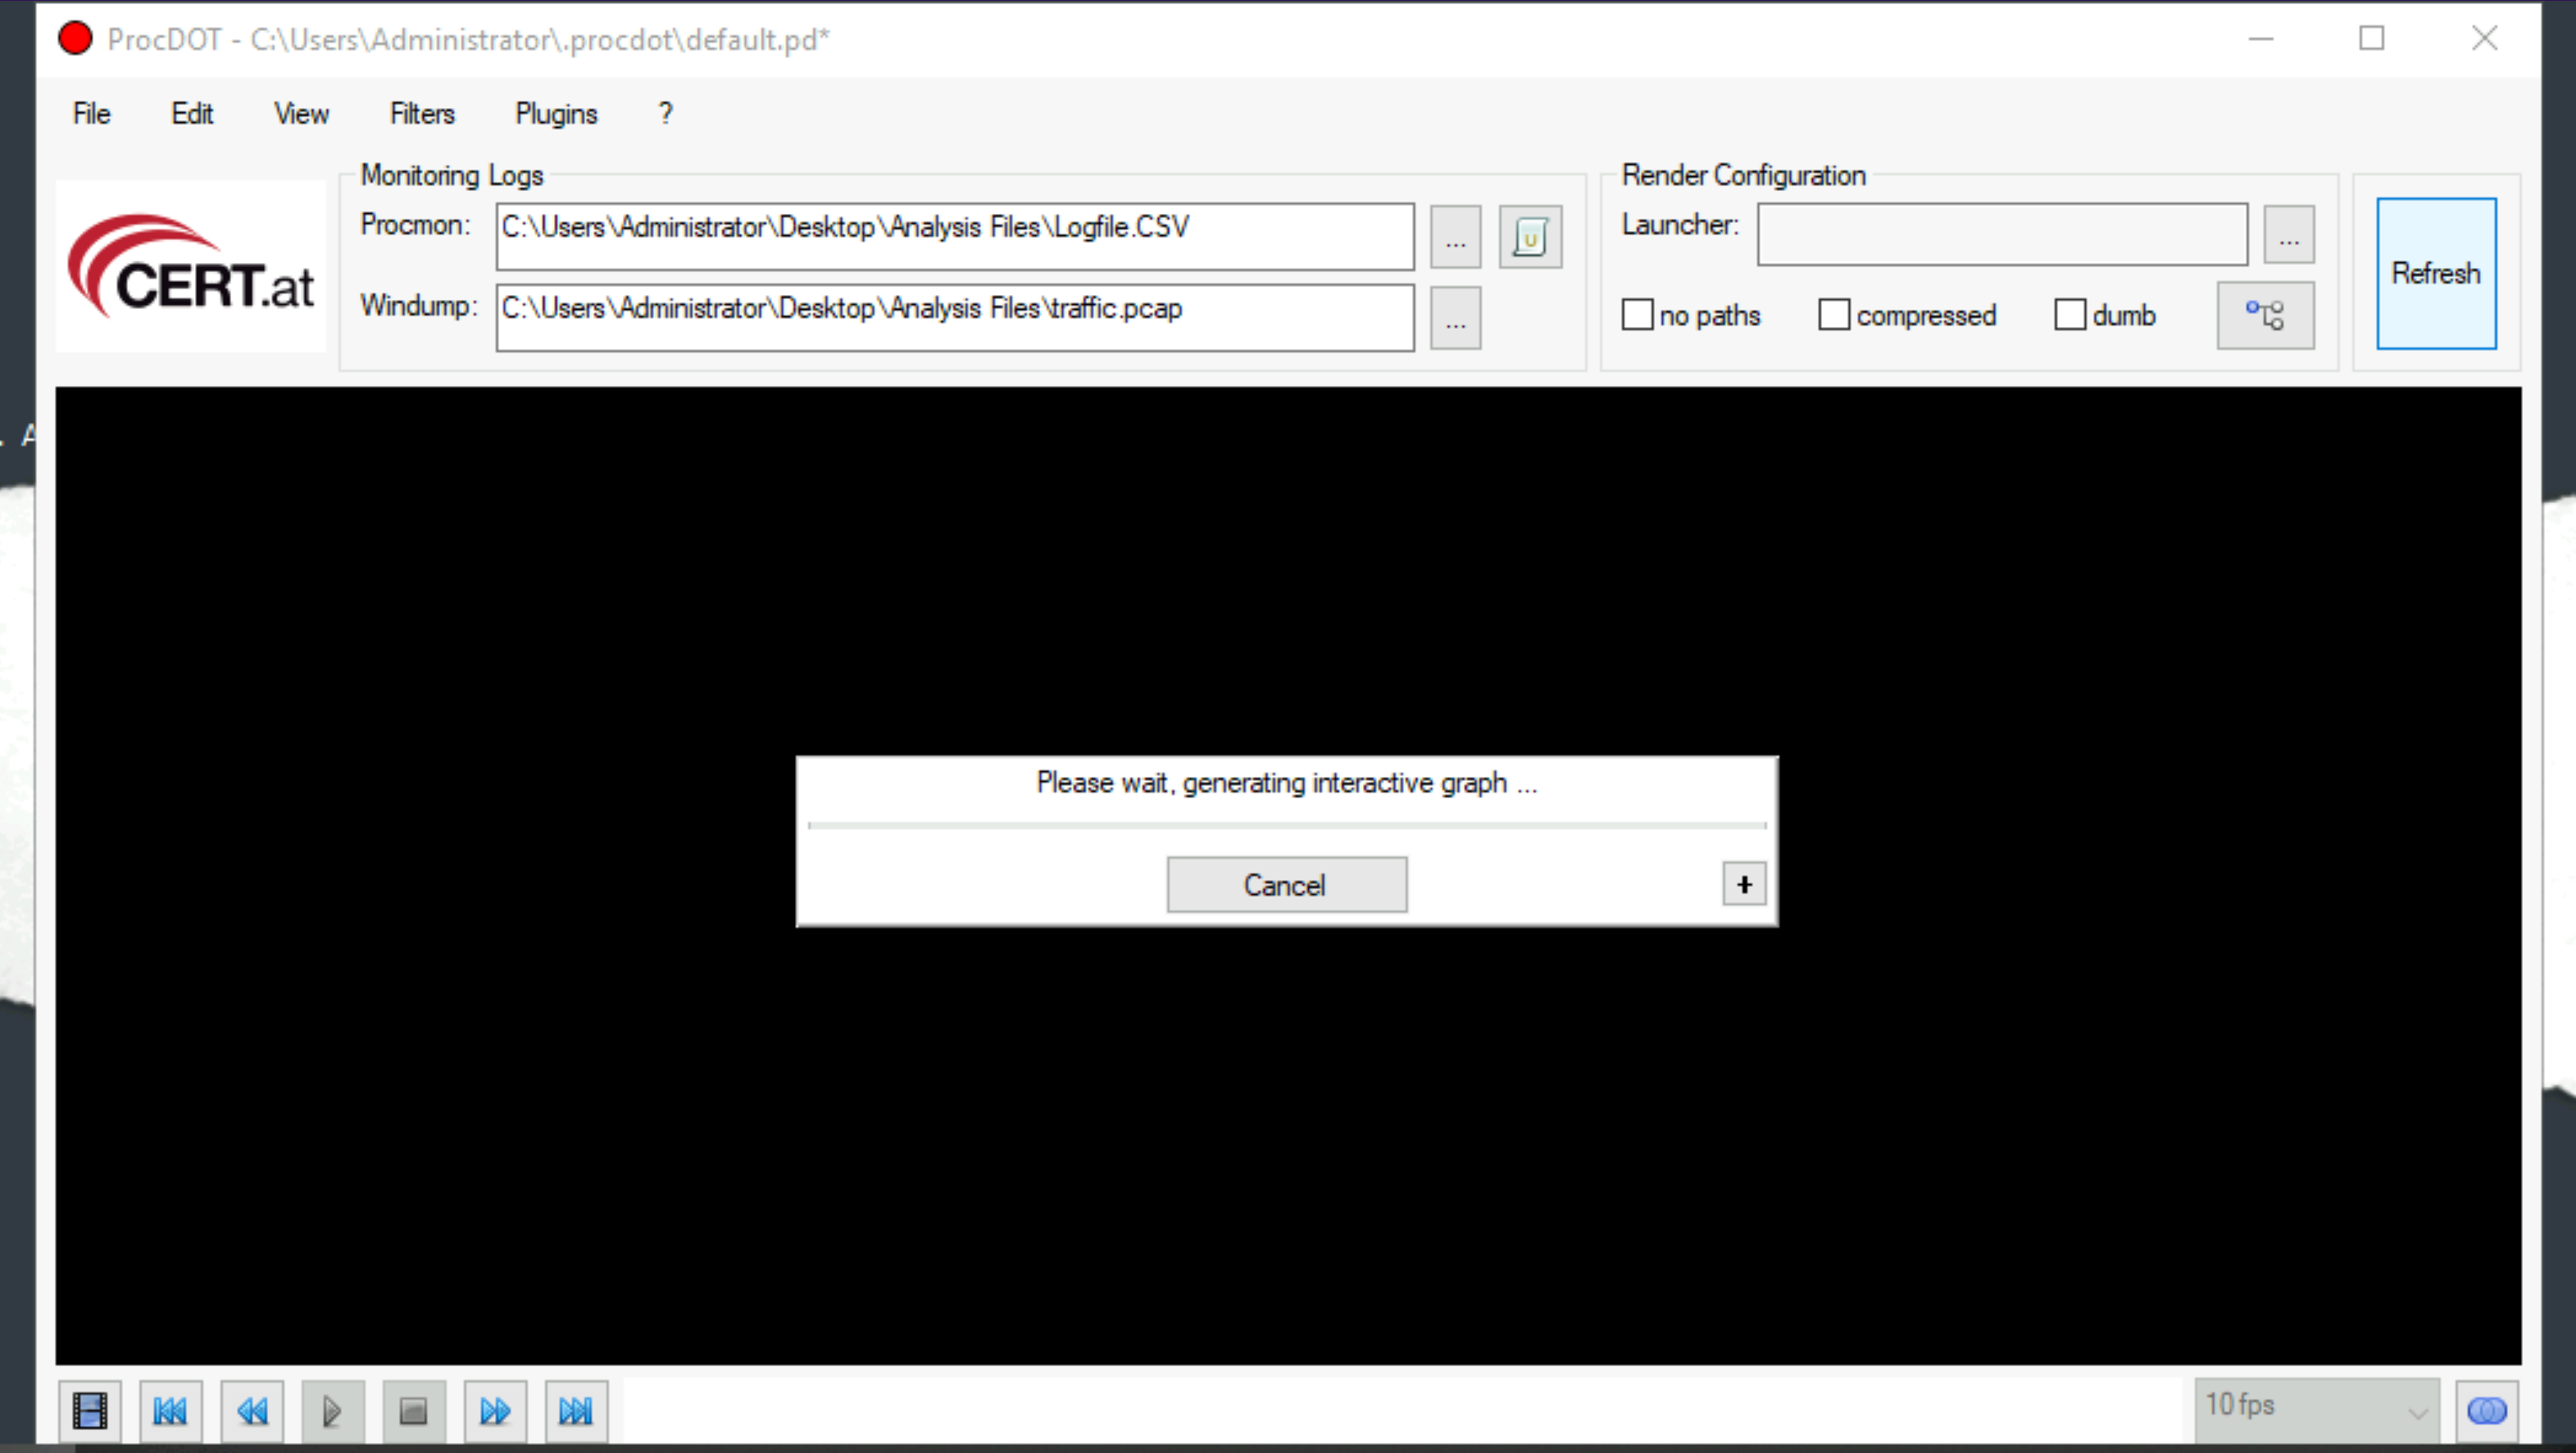 ProcDOT - C:\Users\Administrator\.procdot\default.pd*
File Edit View Filters Plugins ?
Monitoring Logs
Procmon: C:\Users\Administrator\Desktop\Analysis Files\Logfile.CSV ...
Windump: C:\Users\Administrator\Desktop\Analysis Files\traffic.pcap ...
CERT.at
Render Configuration
Launcher: ...
no paths compressed dumb
Refresh
. A
Please wait, generating interactive graph ...
Cancel +
10 fps